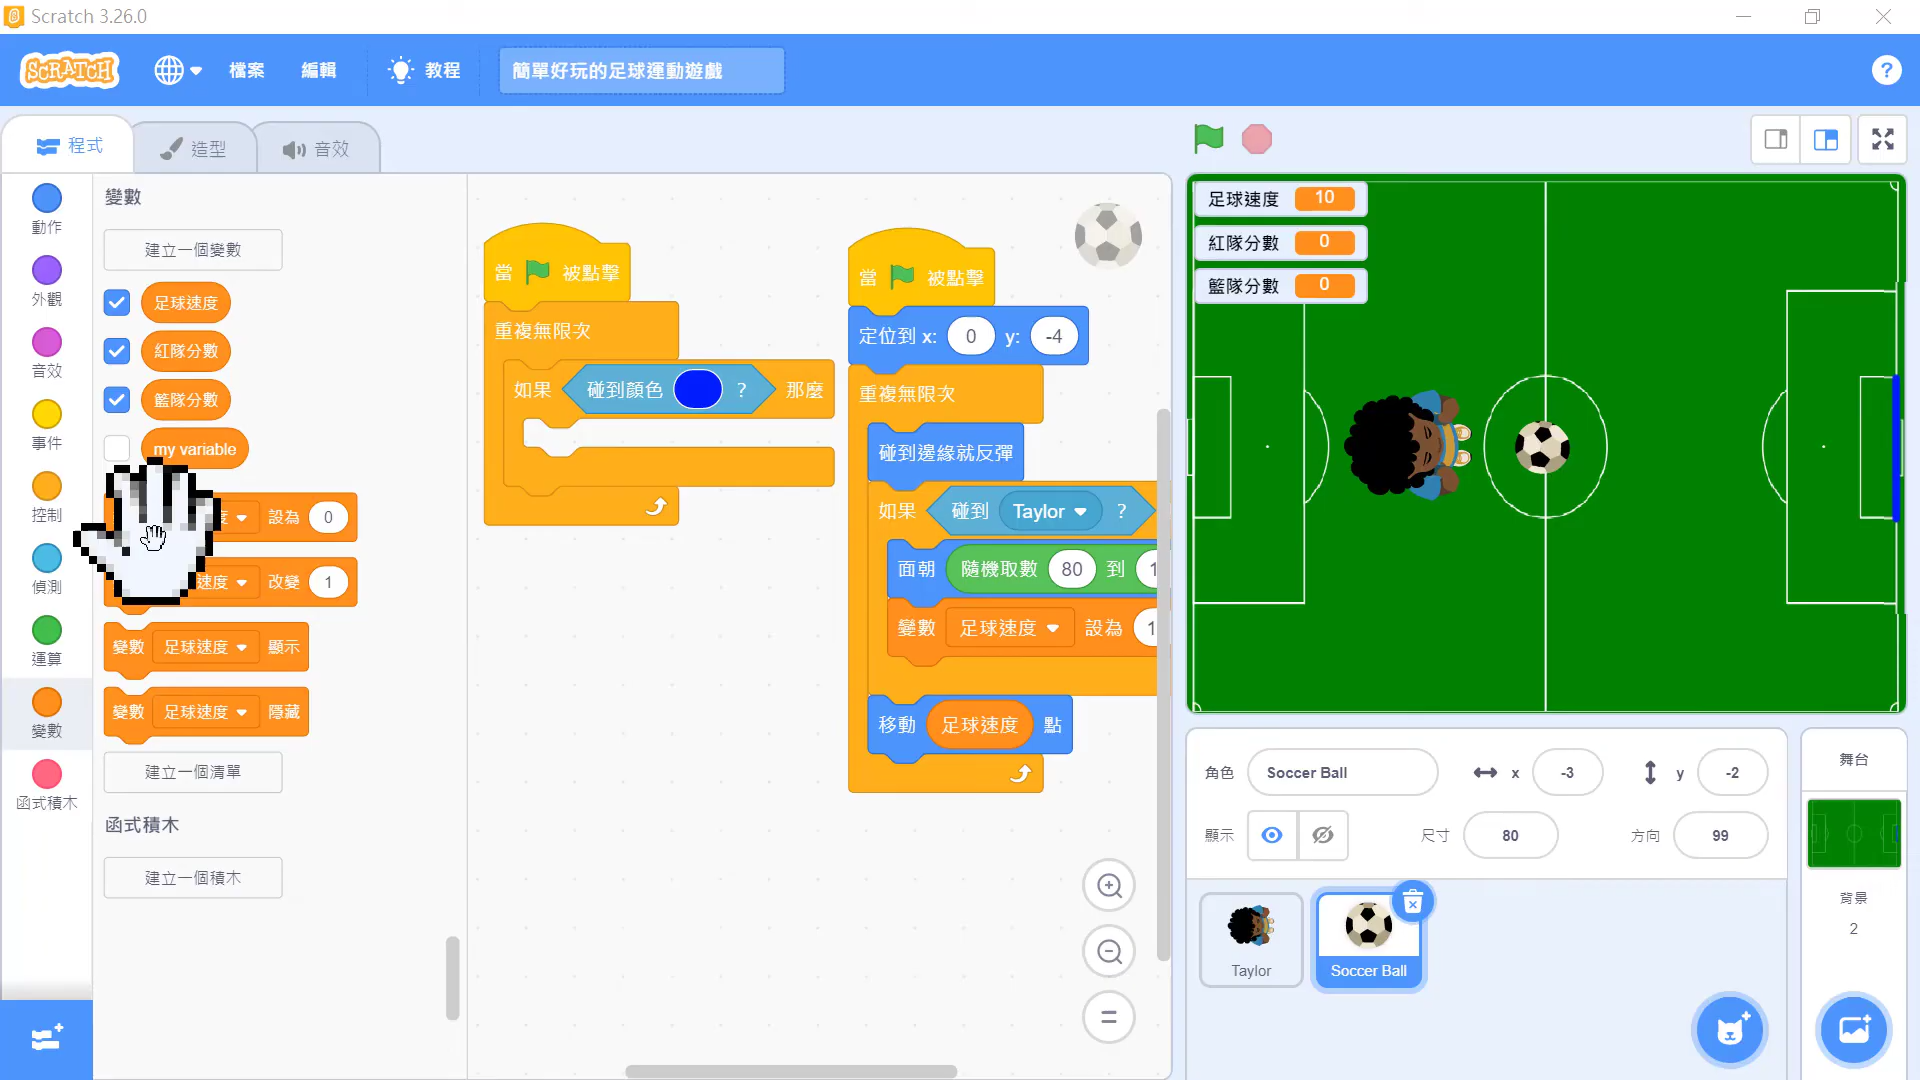 Scratch 3.26.0
SCRATCH
檔案
編輯
教程
簡單好玩的足球運動遊戲
?
程式
造型
音效
動作
外觀
音效
事件
控制
偵測
運算
變數
函式積木
變數
建立一個變數
足球速度
紅隊分數
籃隊分數
my variable
設為 0
速度 改變 1
變數 足球速度 顯示
變數 足球速度 隱藏
建立一個清單
函式積木
建立一個積木
當 被點擊
重複無限次
如果 碰到顏色 ? 那麼
當 被點擊
定位到 x: 0 y: -4
重複無限次
碰到邊緣就反彈
如果 碰到 Taylor ?
面朝 隨機取數 80 到 1
變數 足球速度 設為 1
移動 足球速度 點
足球速度 10
紅隊分數 0
籃隊分數 0
角色 Soccer Ball x -3 y -2
顯示 尺寸 80 方向 99
Taylor
Soccer Ball
舞台
背景
2